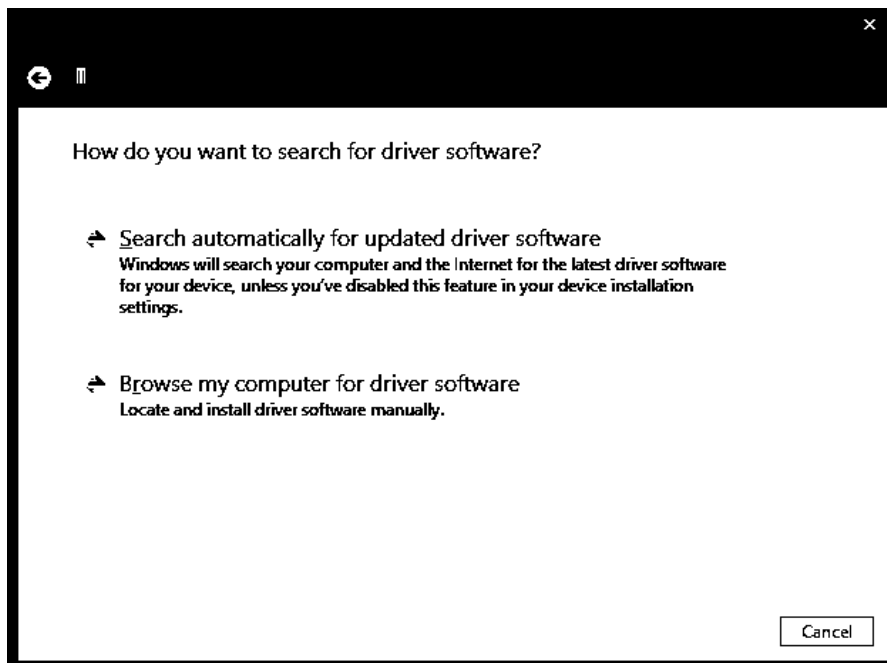 How do you want to search for driver software?
Search automatically for updated driver software
Windows will search your computer and the Internet for the latest driver software
for your device, unless you've disabled this feature in your device installation
settings.
Browse my computer for driver software
Locate and install driver software manually.
Cancel